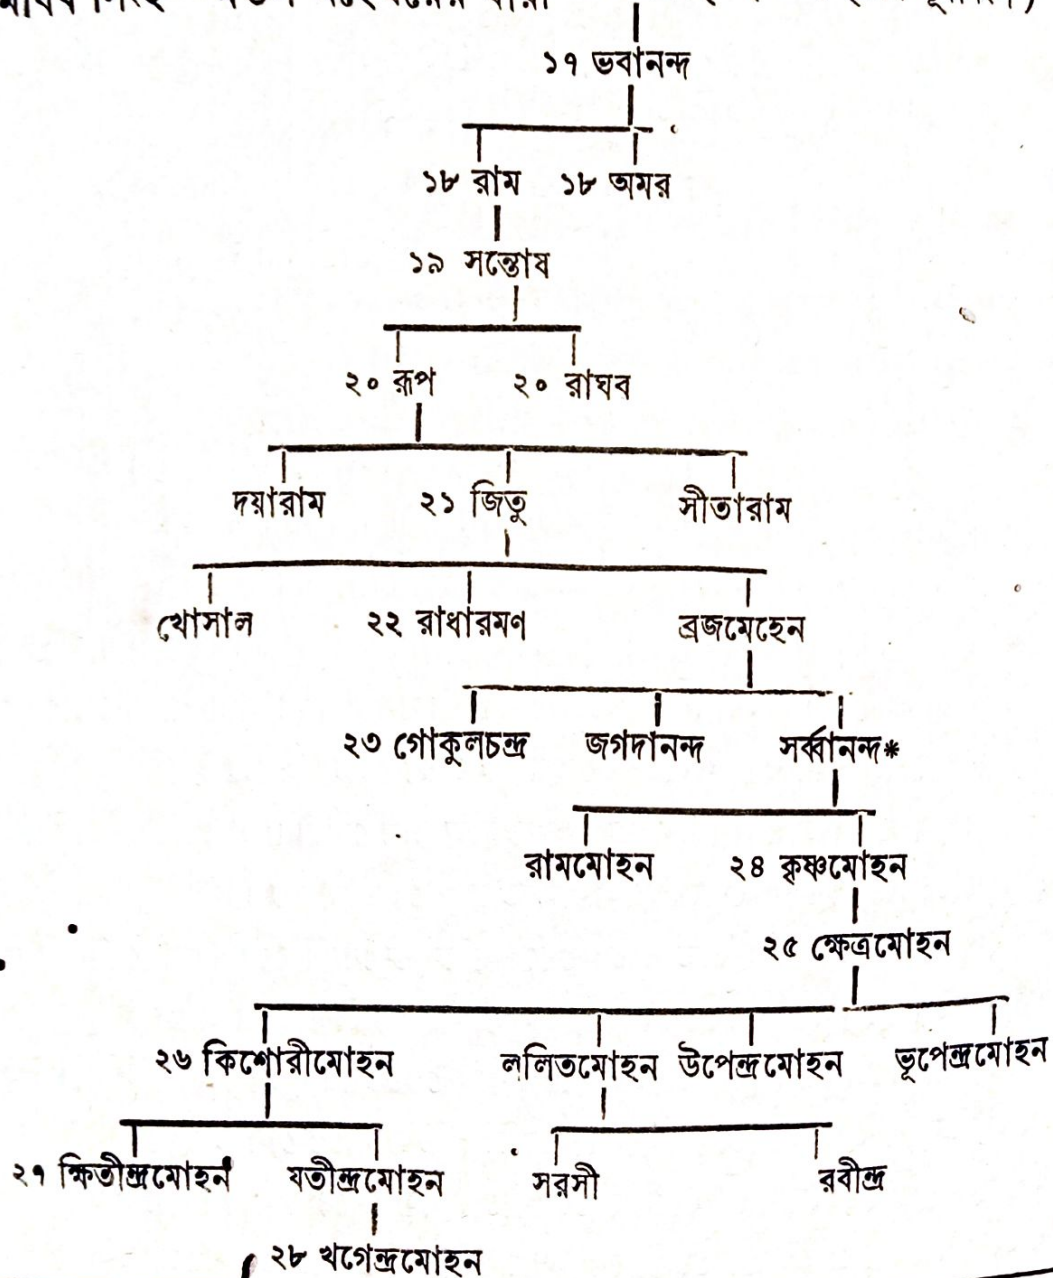 ১৭ ভবানন্দ
১৮ রাম ১৮ অমর
১৯ সন্তোষ
২০ রূপ ২০ রাঘব
দয়ারাম ২১ জিতু সীতারাম
খোসাল ২২ রাধারমণ ব্রজমেহেন
২৩ গোকুলচন্দ্র জগদানন্দ সর্ব্বানন্দ*
রামমোহন ২৪ কৃষ্ণমোহন
২৫ ক্ষেত্রমোহন
২৬ কিশোরীমোহন ললিতমোহন উপেন্দ্রমোহন ভূপেন্দ্রমোহন
২৭ ক্ষিতীন্দ্রমোহন যতীন্দ্রমোহন সরসী রবীন্দ্র
২৮ খগেন্দ্রমোহন